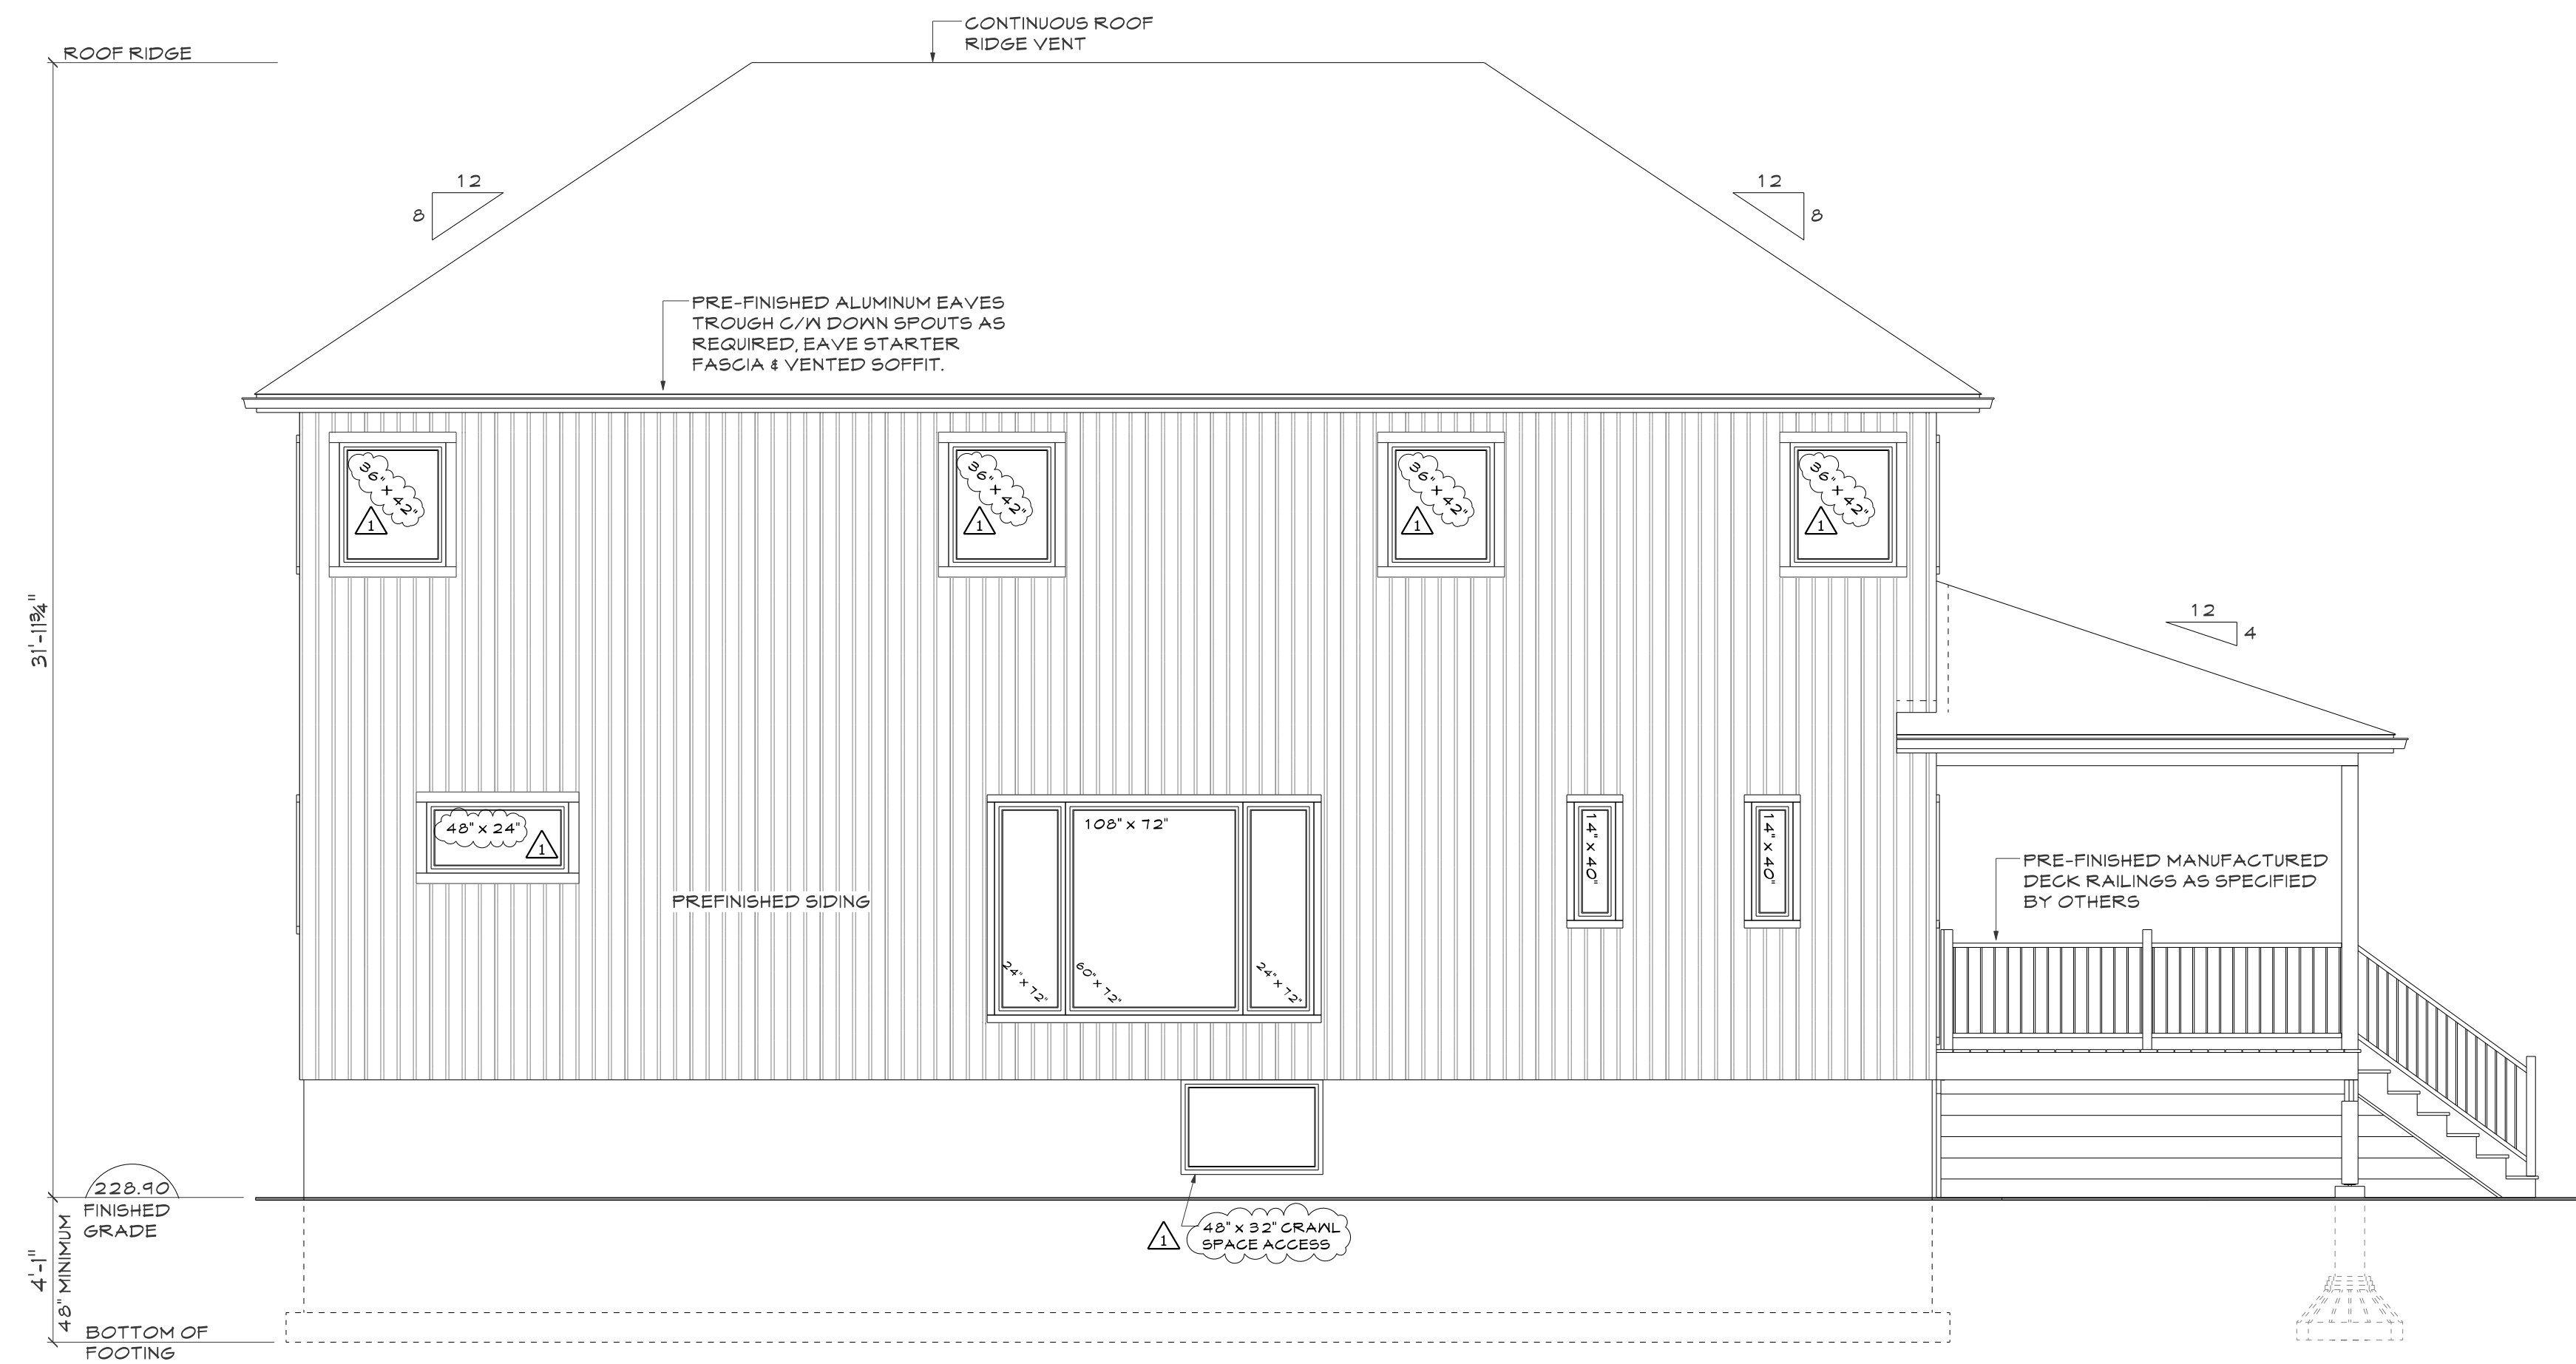 CONTINUOUS ROOF
RIDGE VENT
ROOF RIDGE
12
8
12
8
PRE-FINISHED ALUMINUM EAVES
TROUGH C/W DOWN SPOUTS AS
REQUIRED, EAVE STARTER
FASCIA & VENTED SOFFIT.
36" x 42"
1
36" x 42"
1
36" x 42"
1
36" x 42"
1
31'-11¾"
12
4
48" x 24"
1
108" x 72"
24" x 72"
60" x 72"
24" x 72"
14" x 40"
14" x 40"
PREFINISHED SIDING
PRE-FINISHED MANUFACTURED
DECK RAILINGS AS SPECIFIED
BY OTHERS
228.90
FINISHED
GRADE
1
48" x 32" CRAWL
SPACE ACCESS
4'-1"
48" MINIMUM
BOTTOM OF
FOOTING